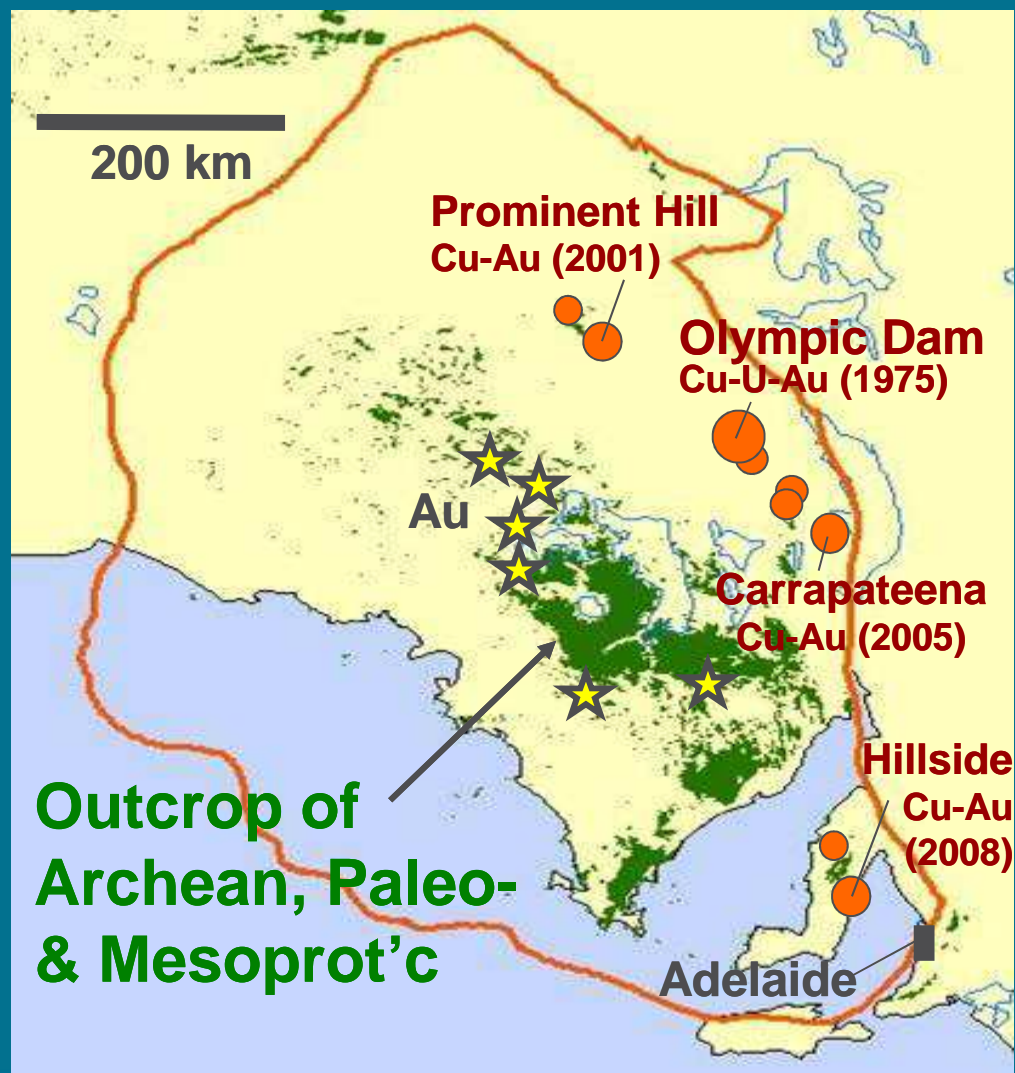 200 km
Prominent Hill
Cu-Au (2001)
Olympic Dam
Cu-U-Au (1975)
Au
Carrapateena
Cu-Au (2005)
Hillside
Cu-Au
(2008)
Outcrop of
Archean, Paleo-
& Mesoprot’c
Adelaide